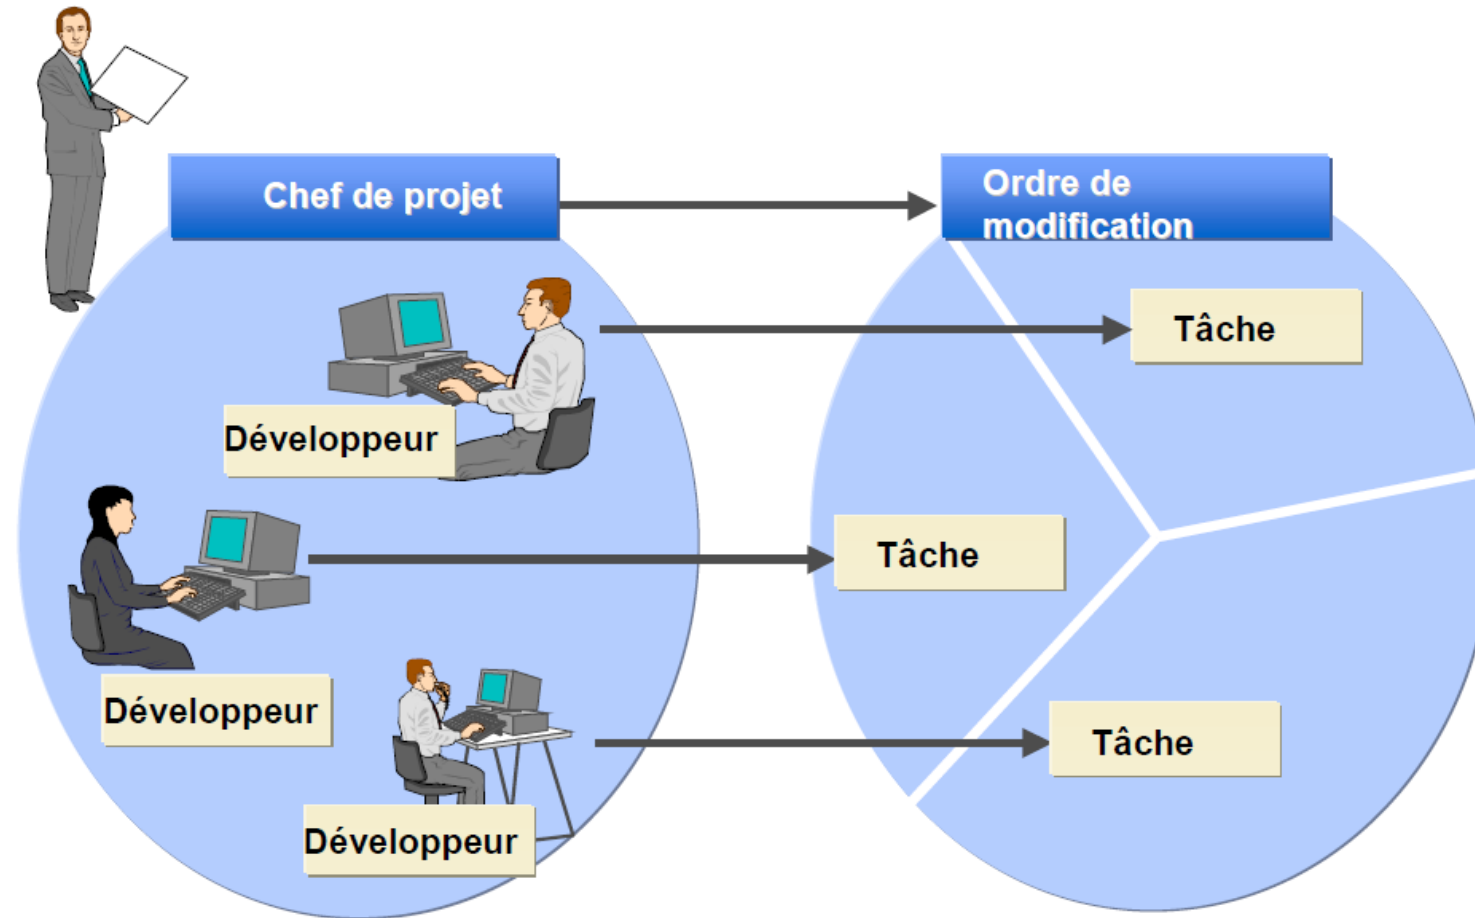 Chef de projet
Ordre de
modification
Tâche
Développeur
Tâche
Développeur
Tâche
Développeur